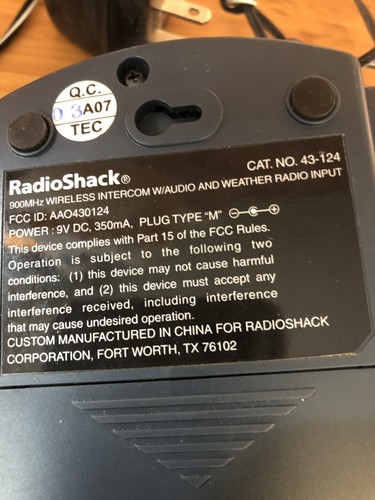 Q.C.
03A07
TEC
RadioShack®
CAT. NO. 43-124
900MHz WIRELESS INTERCOM W/AUDIO AND WEATHER RADIO INPUT
FCC ID: AAO430124
POWER : 9V DC, 350mA, PLUG TYPE "M"
This device complies with Part 15 of the FCC Rules.
Operation is subject to the following two
conditions: (1) this device may not cause harmful
interference, and (2) this device must accept any
interference received, including interference
that may cause undesired operation.
CUSTOM MANUFACTURED IN CHINA FOR RADIOSHACK
CORPORATION, FORT WORTH, TX 76102